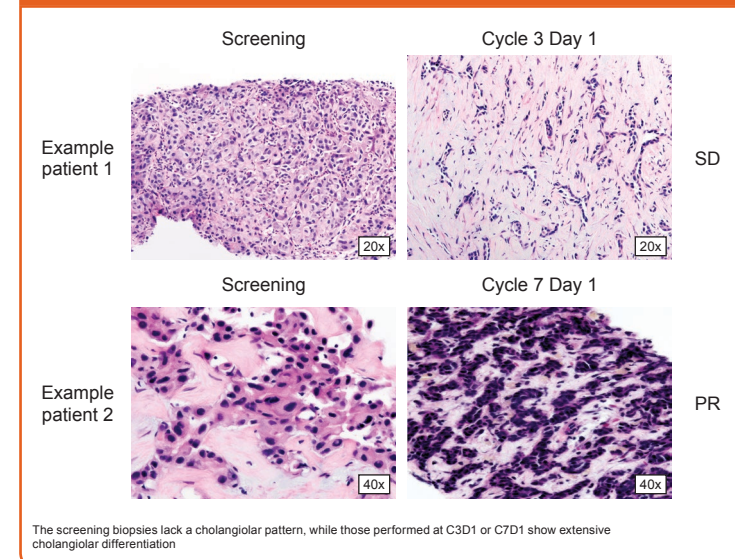 Screening
Cycle 3 Day 1
Example
patient 1
20x
20x
SD
Screening
Cycle 7 Day 1
Example
patient 2
40x
40x
PR
The screening biopsies lack a cholangiolar pattern, while those performed at C3D1 or C7D1 show extensive
cholangiolar differentiation